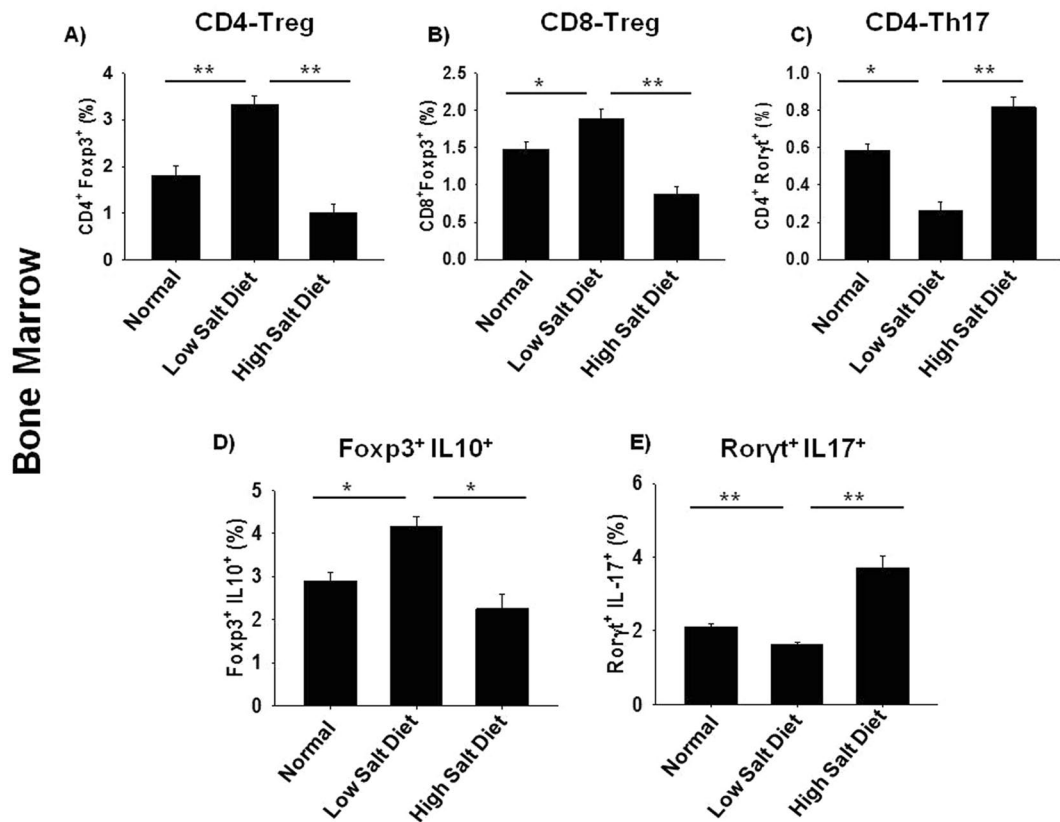 Bone Marrow
A) CD4-Treg
** **
CD4⁺ Foxp3⁺ (%)
4
3
2
1
0
Normal
Low Salt Diet
High Salt Diet
B) CD8-Treg
* **
CD8⁺Foxp3⁺ (%)
2.5
2.0
1.5
1.0
0.5
0.0
Normal
Low Salt Diet
High Salt Diet
C) CD4-Th17
* **
CD4⁺ Rorγt⁺ (%)
1.0
0.8
0.6
0.4
0.2
0.0
Normal
Low Salt Diet
High Salt Diet
D) Foxp3⁺ IL10⁺
* *
Foxp3⁺ IL10⁺ (%)
5
4
3
2
1
0
Normal
Low Salt Diet
High Salt Diet
E) Rorγt⁺ IL17⁺
** **
Rorγt⁺ IL-17⁺ (%)
6
4
2
0
Normal
Low Salt Diet
High Salt Diet